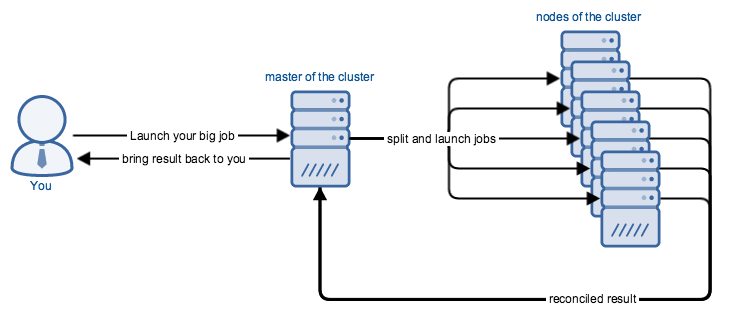 nodes of the cluster
master of the cluster
Launch your big job
split and launch jobs
bring result back to you
You
reconciled result